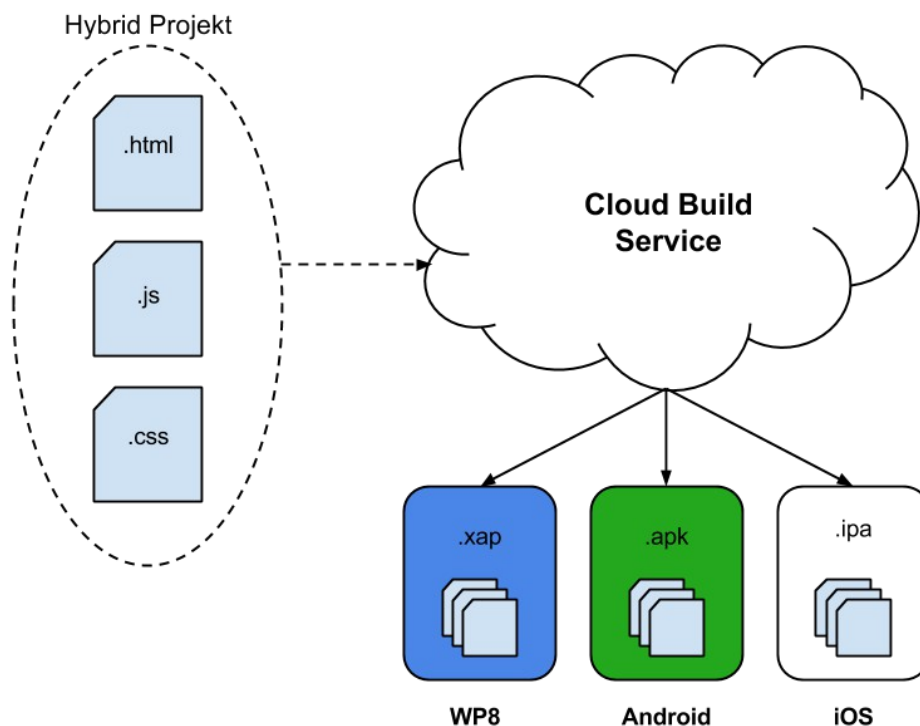 Hybrid Projekt
.html
.js
.css
Cloud Build
Service
.xap
.apk
.ipa
WP8
Android
iOS